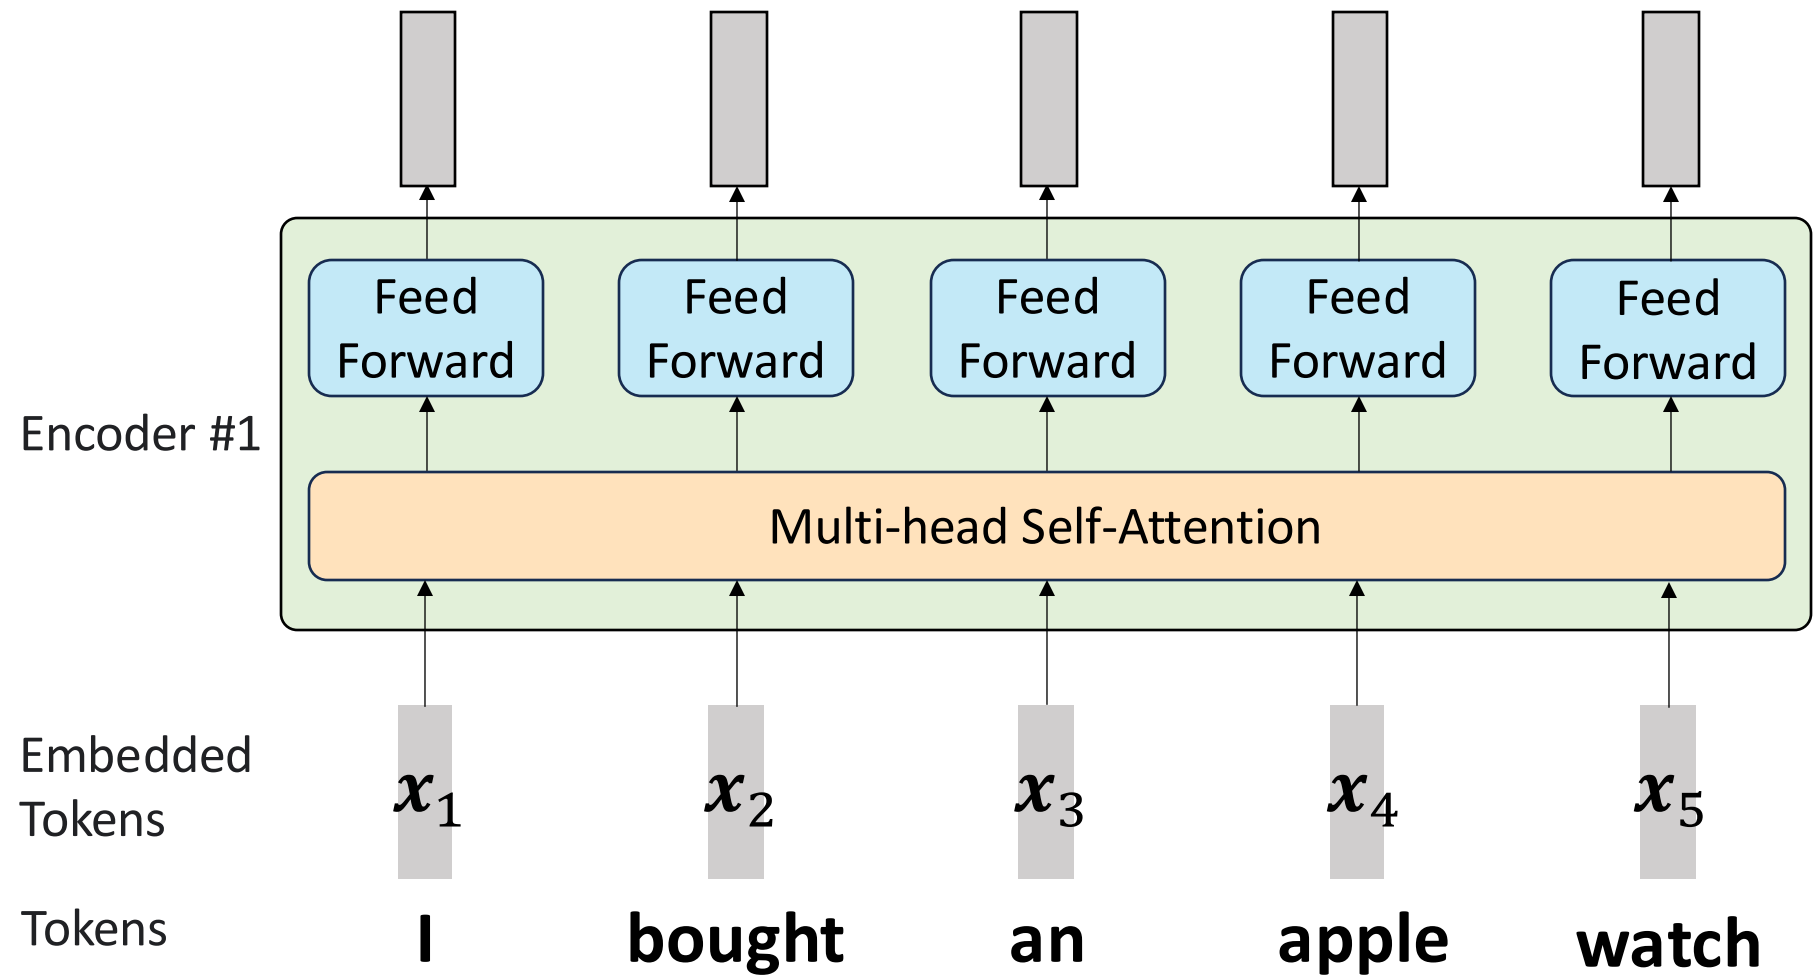 Feed Forward
Feed Forward
Feed Forward
Feed Forward
Feed Forward
Encoder #1
Multi-head Self-Attention
Embedded Tokens
x1 x2 x3 x4 x5
Tokens
I bought an apple watch